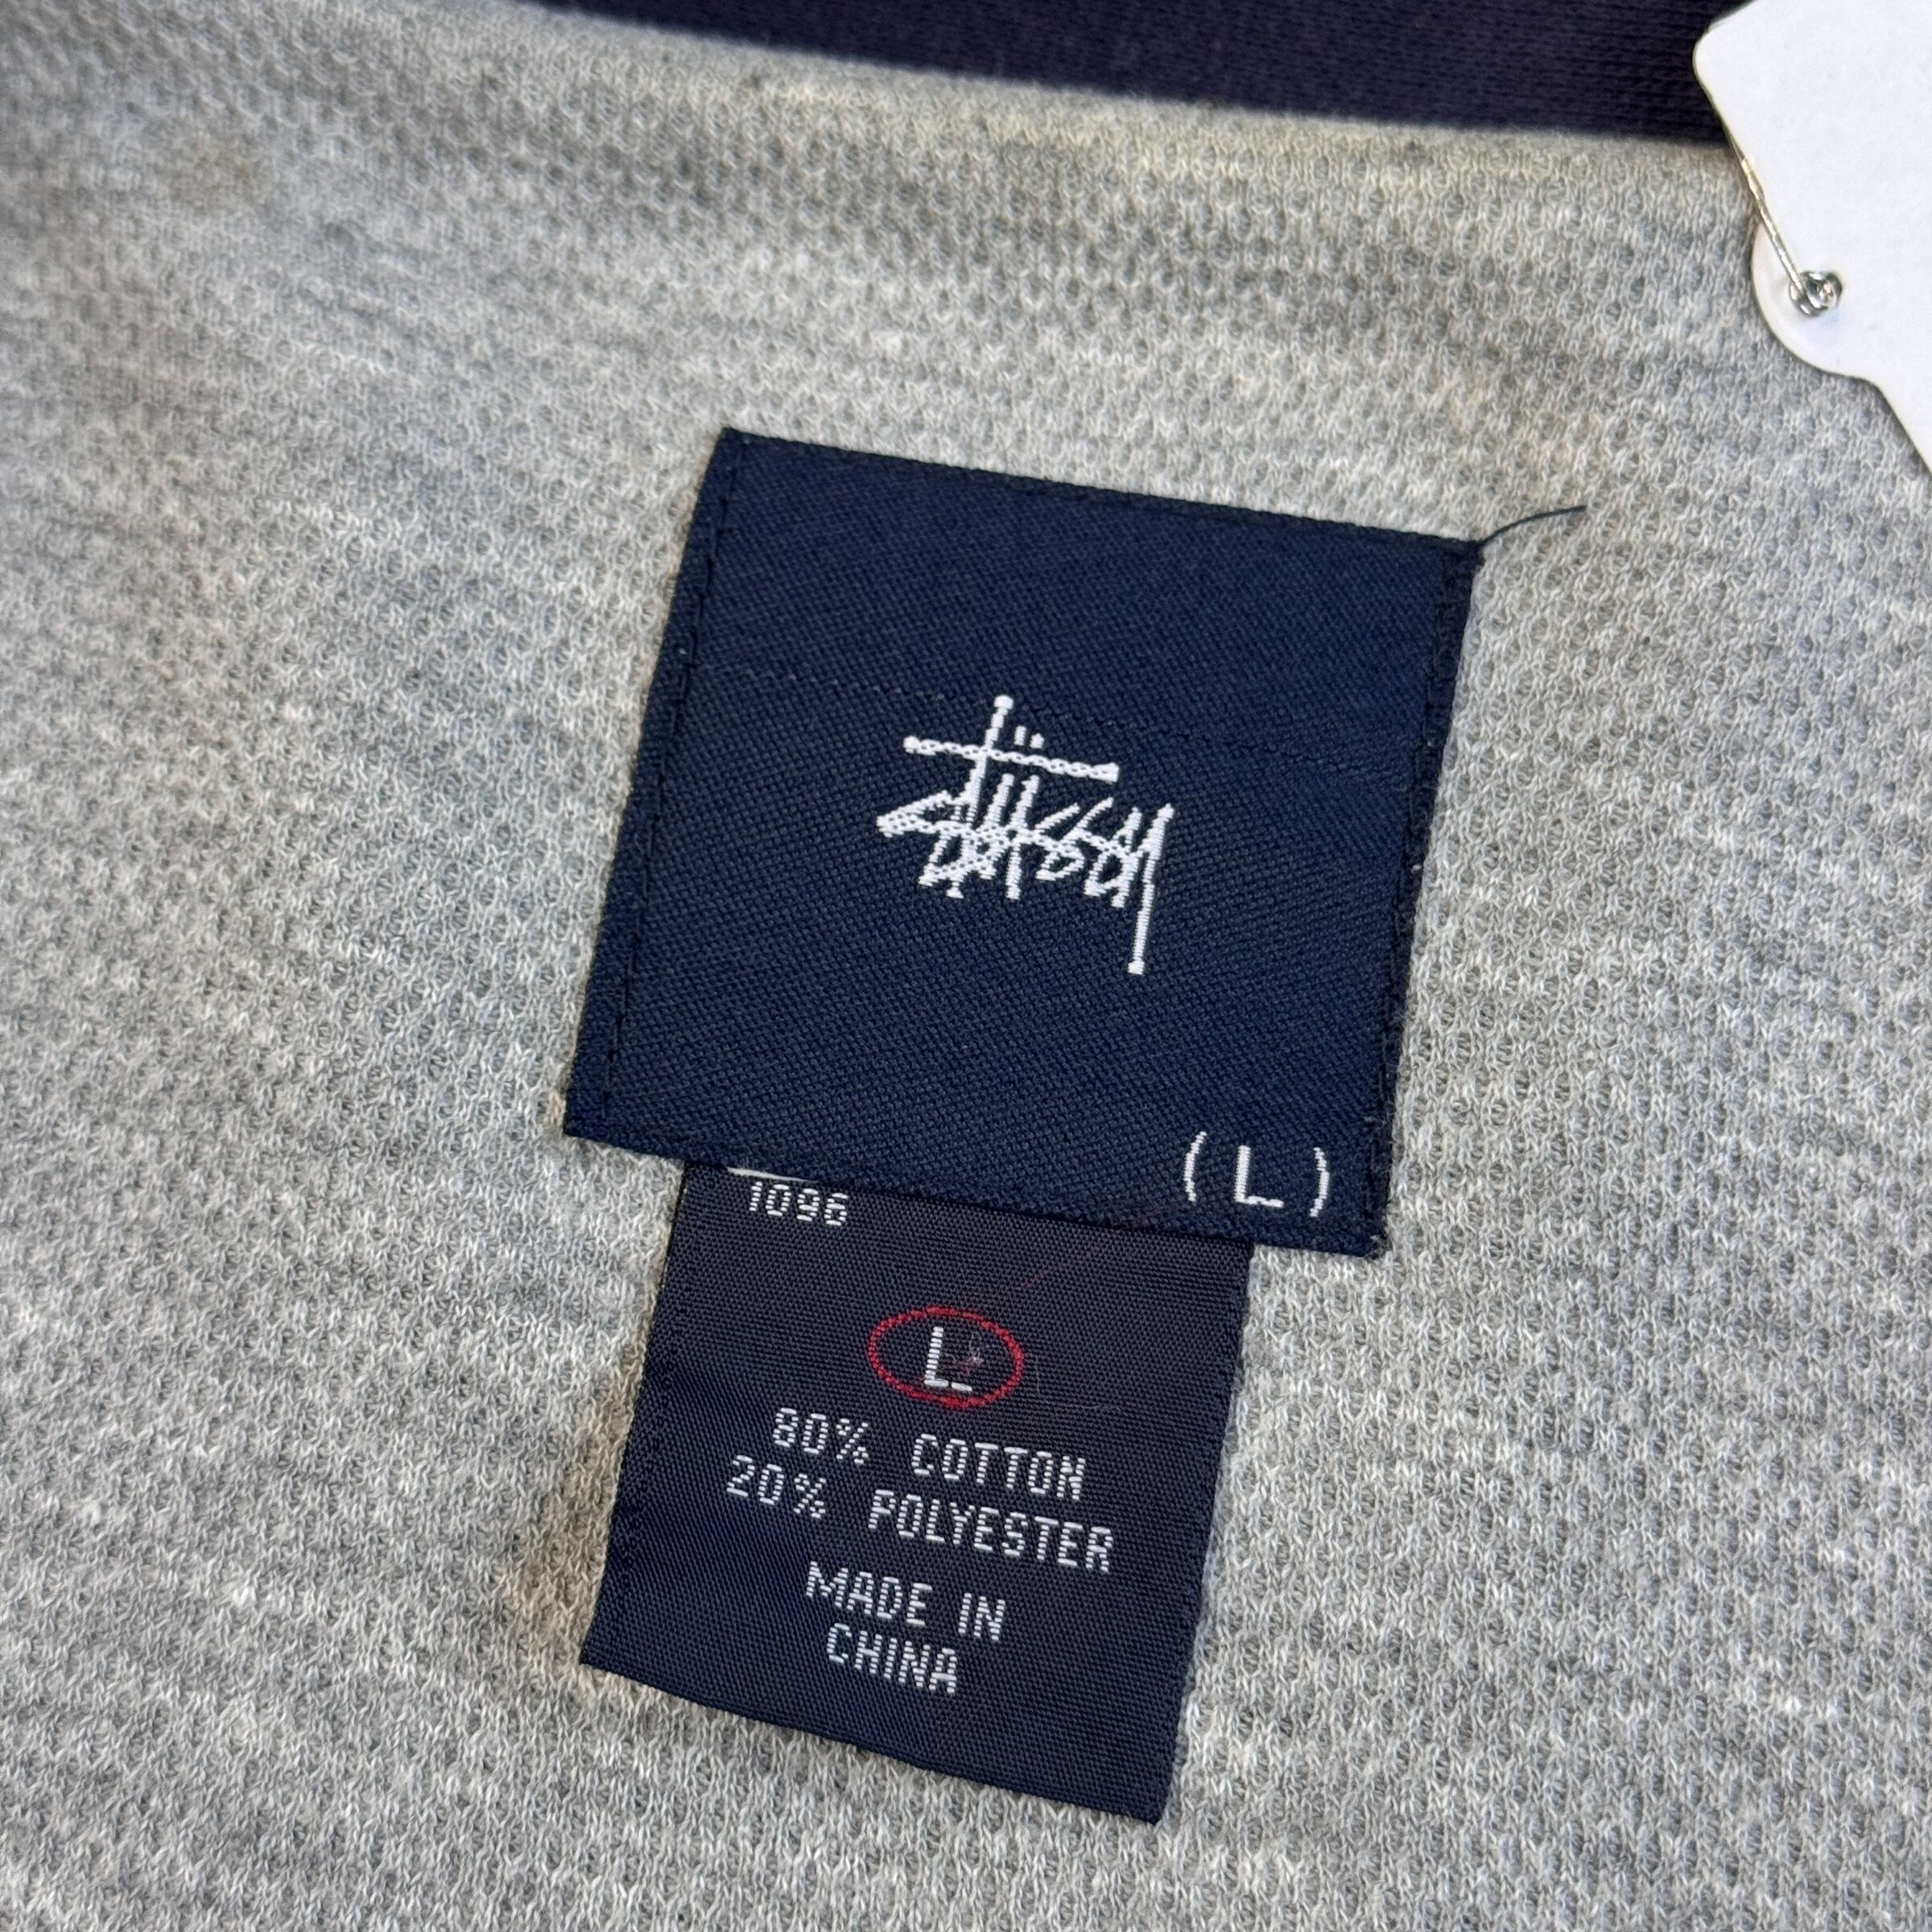 Stüssy
(L)
1096
L
80% COTTON
20% POLYESTER
MADE IN
CHINA